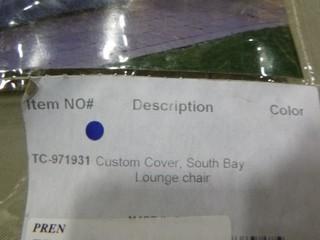 Item NO# Description Color
TC-971931 Custom Cover, South Bay
Lounge chair
PREN